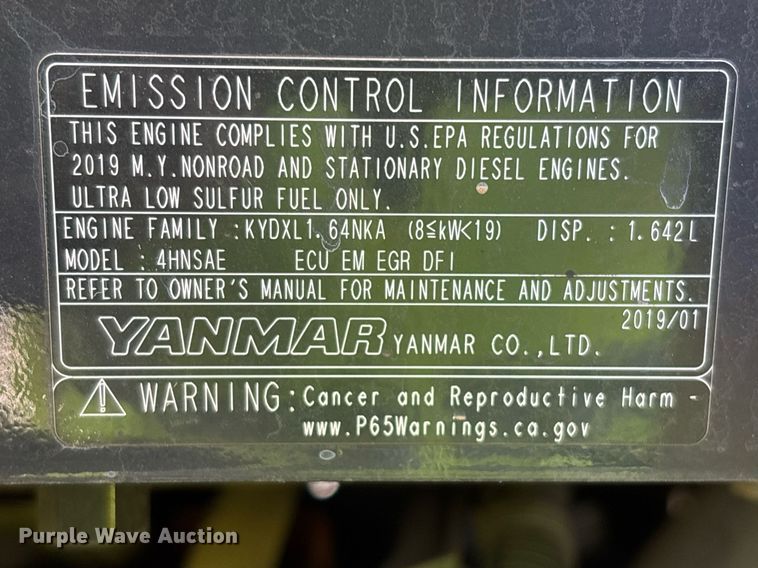 EMISSION CONTROL INFORMATION
THIS ENGINE COMPLIES WITH U.S.EPA REGULATIONS FOR
2019 M.Y.NONROAD AND STATIONARY DIESEL ENGINES.
ULTRA LOW SULFUR FUEL ONLY.
ENGINE FAMILY :KYDXL1.64NKA (8≦kW<19) DISP. :1.642L
MODEL :4HNSAE ECU EM EGR DFI
REFER TO OWNER'S MANUAL FOR MAINTENANCE AND ADJUSTMENTS.
2019/01
YANMAR YANMAR CO.,LTD.
⚠ WARNING:Cancer and Reproductive Harm -
www.P65Warnings.ca.gov
Purple Wave Auction